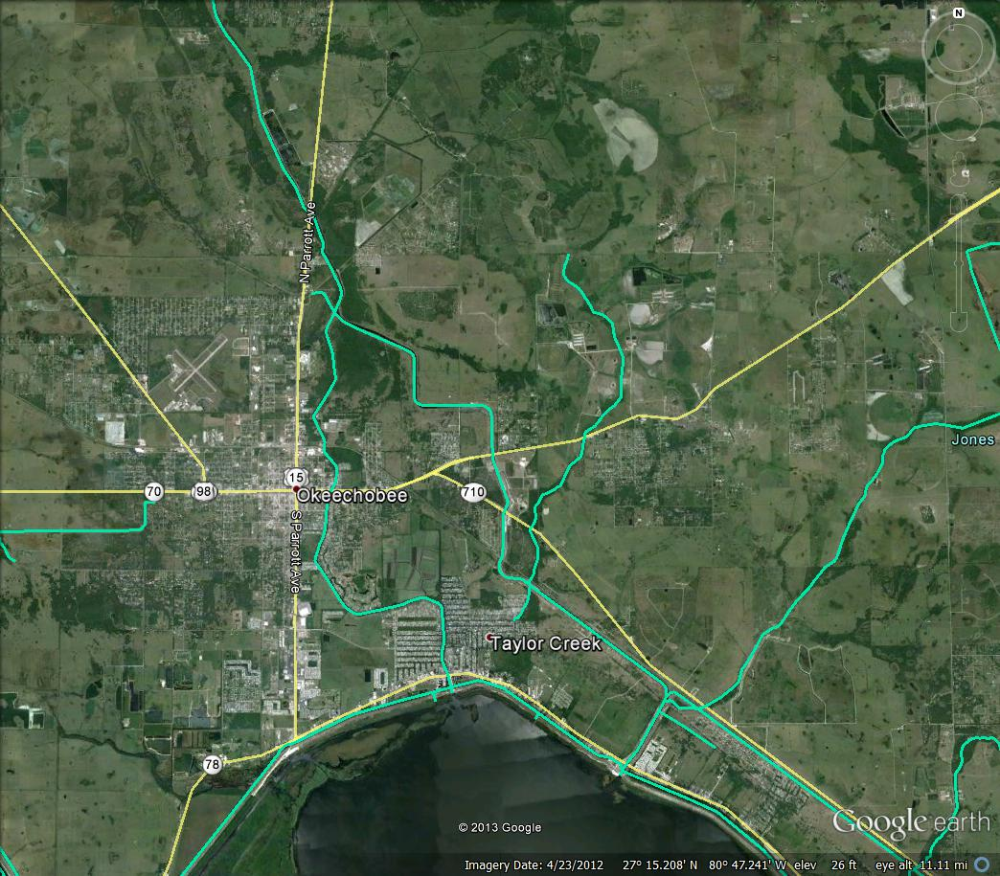 N
N Parrott Ave
Jones
15
70
98
Okeechobee
710
S Parrott Ave
Taylor Creek
78
© 2013 Google
Google earth
Imagery Date: 4/23/2012 27° 15.208' N 80° 47.241' W elev 26 ft eye alt 11.11 mi